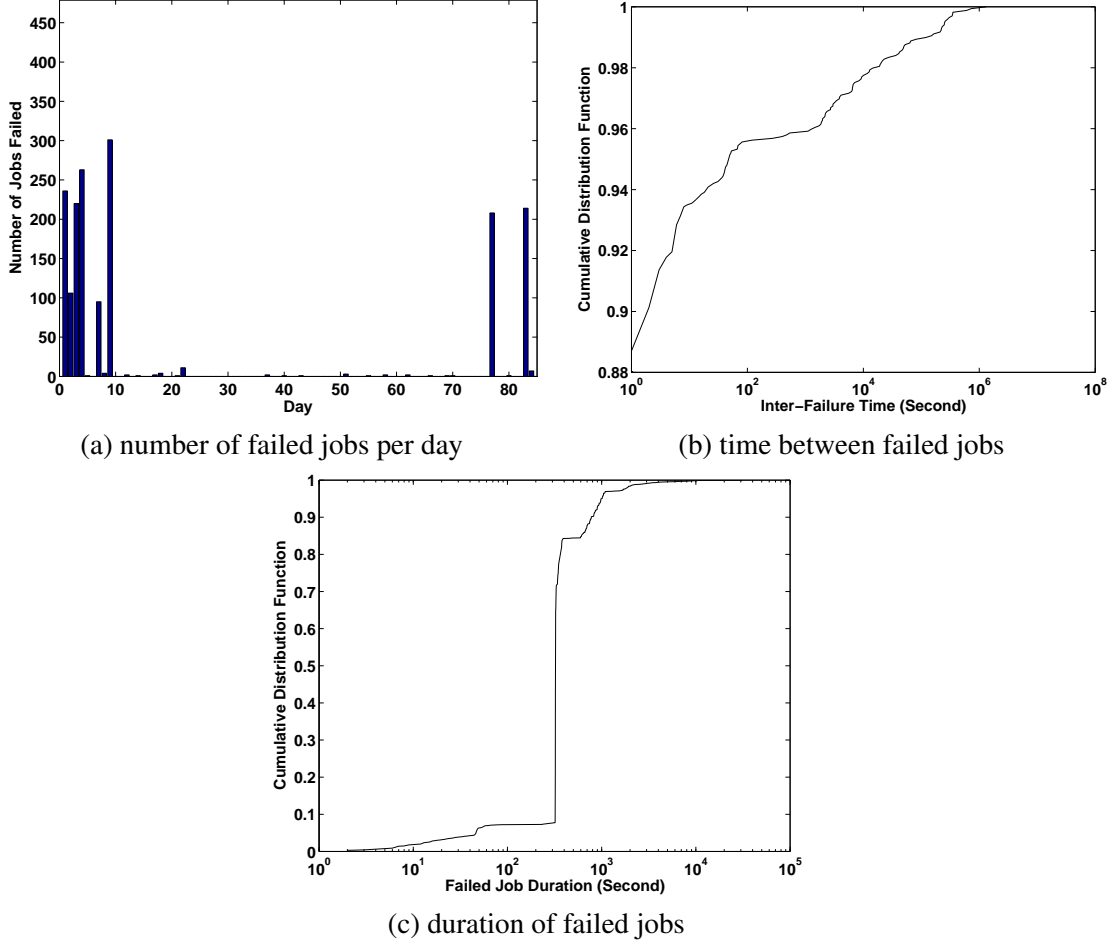 450
400
350
300
250
200
150
100
50
0
Number of Jobs Failed
0 10 20 30 40 50 60 70 80
Day
(a) number of failed jobs per day
1
0.98
0.96
0.94
0.92
0.9
0.88
Cumulative Distribution Function
10^0 10^2 10^4 10^6 10^8
Inter−Failure Time (Second)
(b) time between failed jobs
1
0.9
0.8
0.7
0.6
0.5
0.4
0.3
0.2
0.1
0
Cumulative Distribution Function
10^0 10^1 10^2 10^3 10^4 10^5
Failed Job Duration (Second)
(c) duration of failed jobs